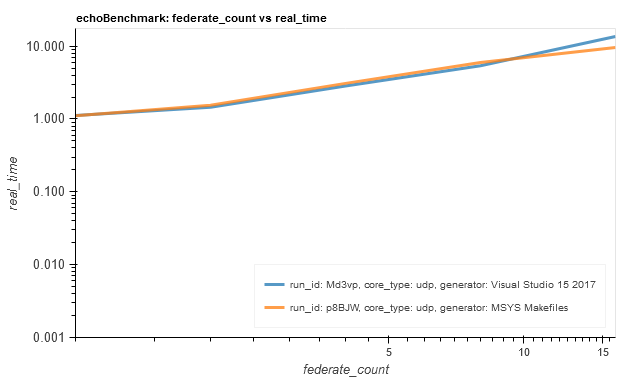 echoBenchmark: federate_count vs real_time
10.000
1.000
0.100
0.010
0.001
real_time
run_id: Md3vp, core_type: udp, generator: Visual Studio 15 2017
run_id: p8BJW, core_type: udp, generator: MSYS Makefiles
5
10
15
federate_count